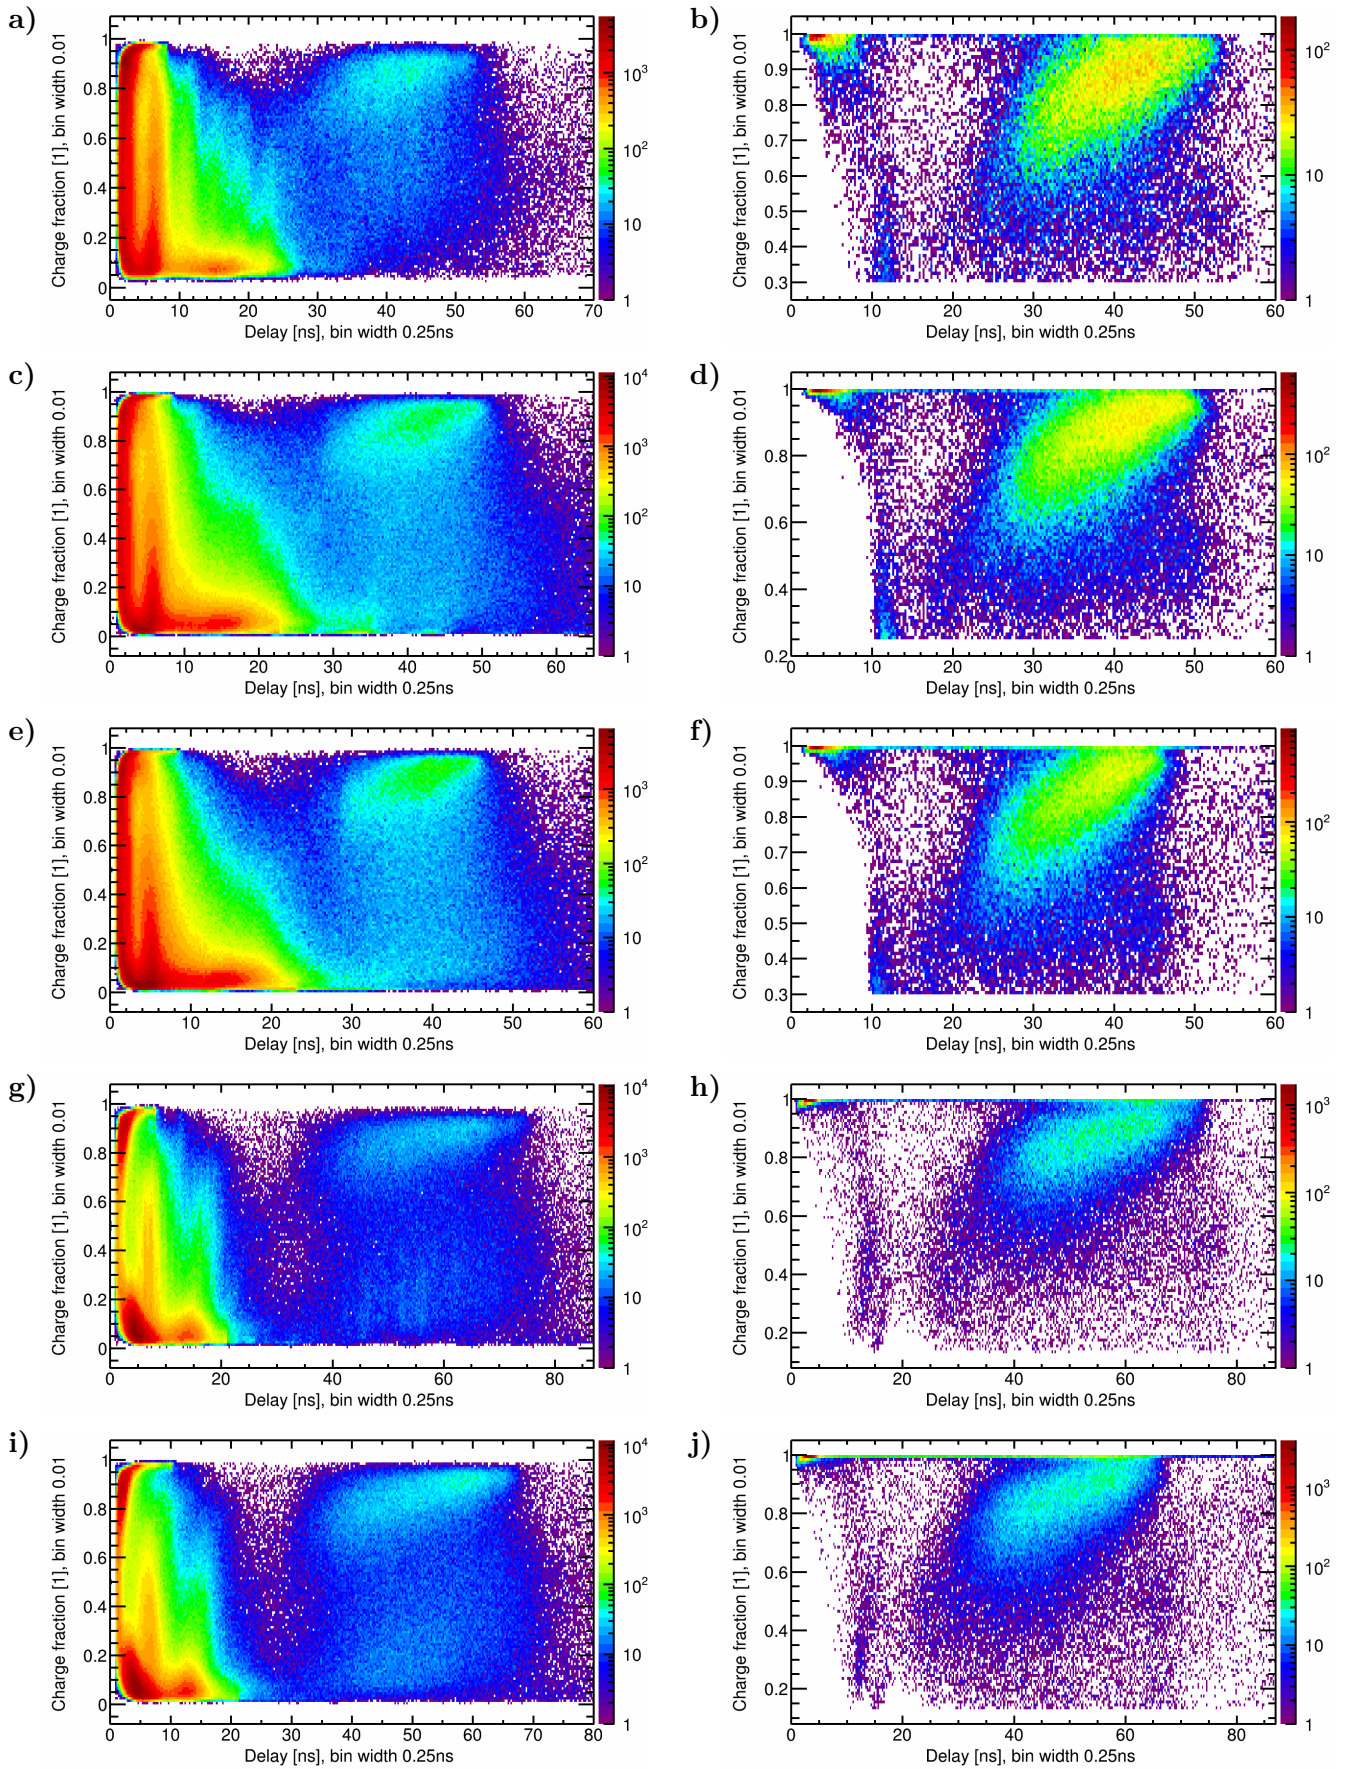 a)
Charge fraction [1], bin width 0.01
1
0.8
0.6
0.4
0.2
0
0 10 20 30 40 50 60 70
Delay [ns], bin width 0.25ns
10³
10²
10
1
b)
Charge fraction [1], bin width 0.01
1
0.9
0.8
0.7
0.6
0.5
0.4
0.3
0 10 20 30 40 50 60
Delay [ns], bin width 0.25ns
10²
10
1
c)
Charge fraction [1], bin width 0.01
1
0.8
0.6
0.4
0.2
0
0 10 20 30 40 50 60
Delay [ns], bin width 0.25ns
10⁴
10³
10²
10
1
d)
Charge fraction [1], bin width 0.01
1
0.8
0.6
0.4
0.2
0 10 20 30 40 50 60
Delay [ns], bin width 0.25ns
10²
10
1
e)
Charge fraction [1], bin width 0.01
1
0.8
0.6
0.4
0.2
0
0 10 20 30 40 50 60
Delay [ns], bin width 0.25ns
10³
10²
10
1
f)
Charge fraction [1], bin width 0.01
1
0.9
0.8
0.7
0.6
0.5
0.4
0.3
0 10 20 30 40 50 60
Delay [ns], bin width 0.25ns
10²
10
1
g)
Charge fraction [1], bin width 0.01
1
0.8
0.6
0.4
0.2
0
0 20 40 60 80
Delay [ns], bin width 0.25ns
10⁴
10³
10²
10
1
h)
Charge fraction [1], bin width 0.01
1
0.8
0.6
0.4
0.2
0 20 40 60 80
Delay [ns], bin width 0.25ns
10³
10²
10
1
i)
Charge fraction [1], bin width 0.01
1
0.8
0.6
0.4
0.2
0
0 10 20 30 40 50 60 70 80
Delay [ns], bin width 0.25ns
10⁴
10³
10²
10
1
j)
Charge fraction [1], bin width 0.01
1
0.8
0.6
0.4
0.2
0 20 40 60 80
Delay [ns], bin width 0.25ns
10³
10²
10
1